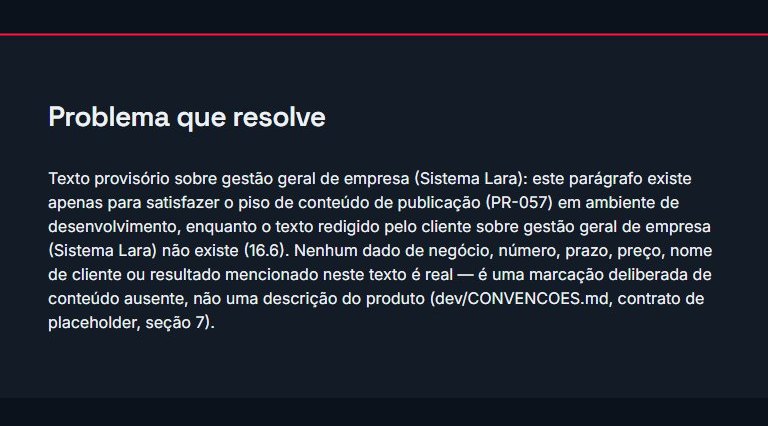 Problema que resolve
Texto provisório sobre gestão geral de empresa (Sistema Lara): este parágrafo existe
apenas para satisfazer o piso de conteúdo de publicação (PR-057) em ambiente de
desenvolvimento, enquanto o texto redigido pelo cliente sobre gestão geral de empresa
(Sistema Lara) não existe (16.6). Nenhum dado de negócio, número, prazo, preço, nome
de cliente ou resultado mencionado neste texto é real — é uma marcação deliberada de
conteúdo ausente, não uma descrição do produto (dev/CONVENCOES.md, contrato de
placeholder, seção 7).